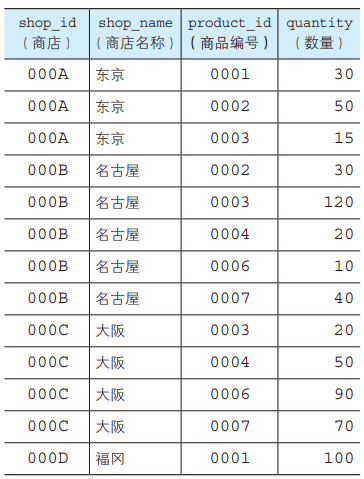 shop_id shop_name product_id quantity
（商店） （商店名称） （商品编号） （数量）
000A 东京 0001 30
000A 东京 0002 50
000A 东京 0003 15
000B 名古屋 0002 30
000B 名古屋 0003 120
000B 名古屋 0004 20
000B 名古屋 0006 10
000B 名古屋 0007 40
000C 大阪 0003 20
000C 大阪 0004 50
000C 大阪 0006 90
000C 大阪 0007 70
000D 福冈 0001 100